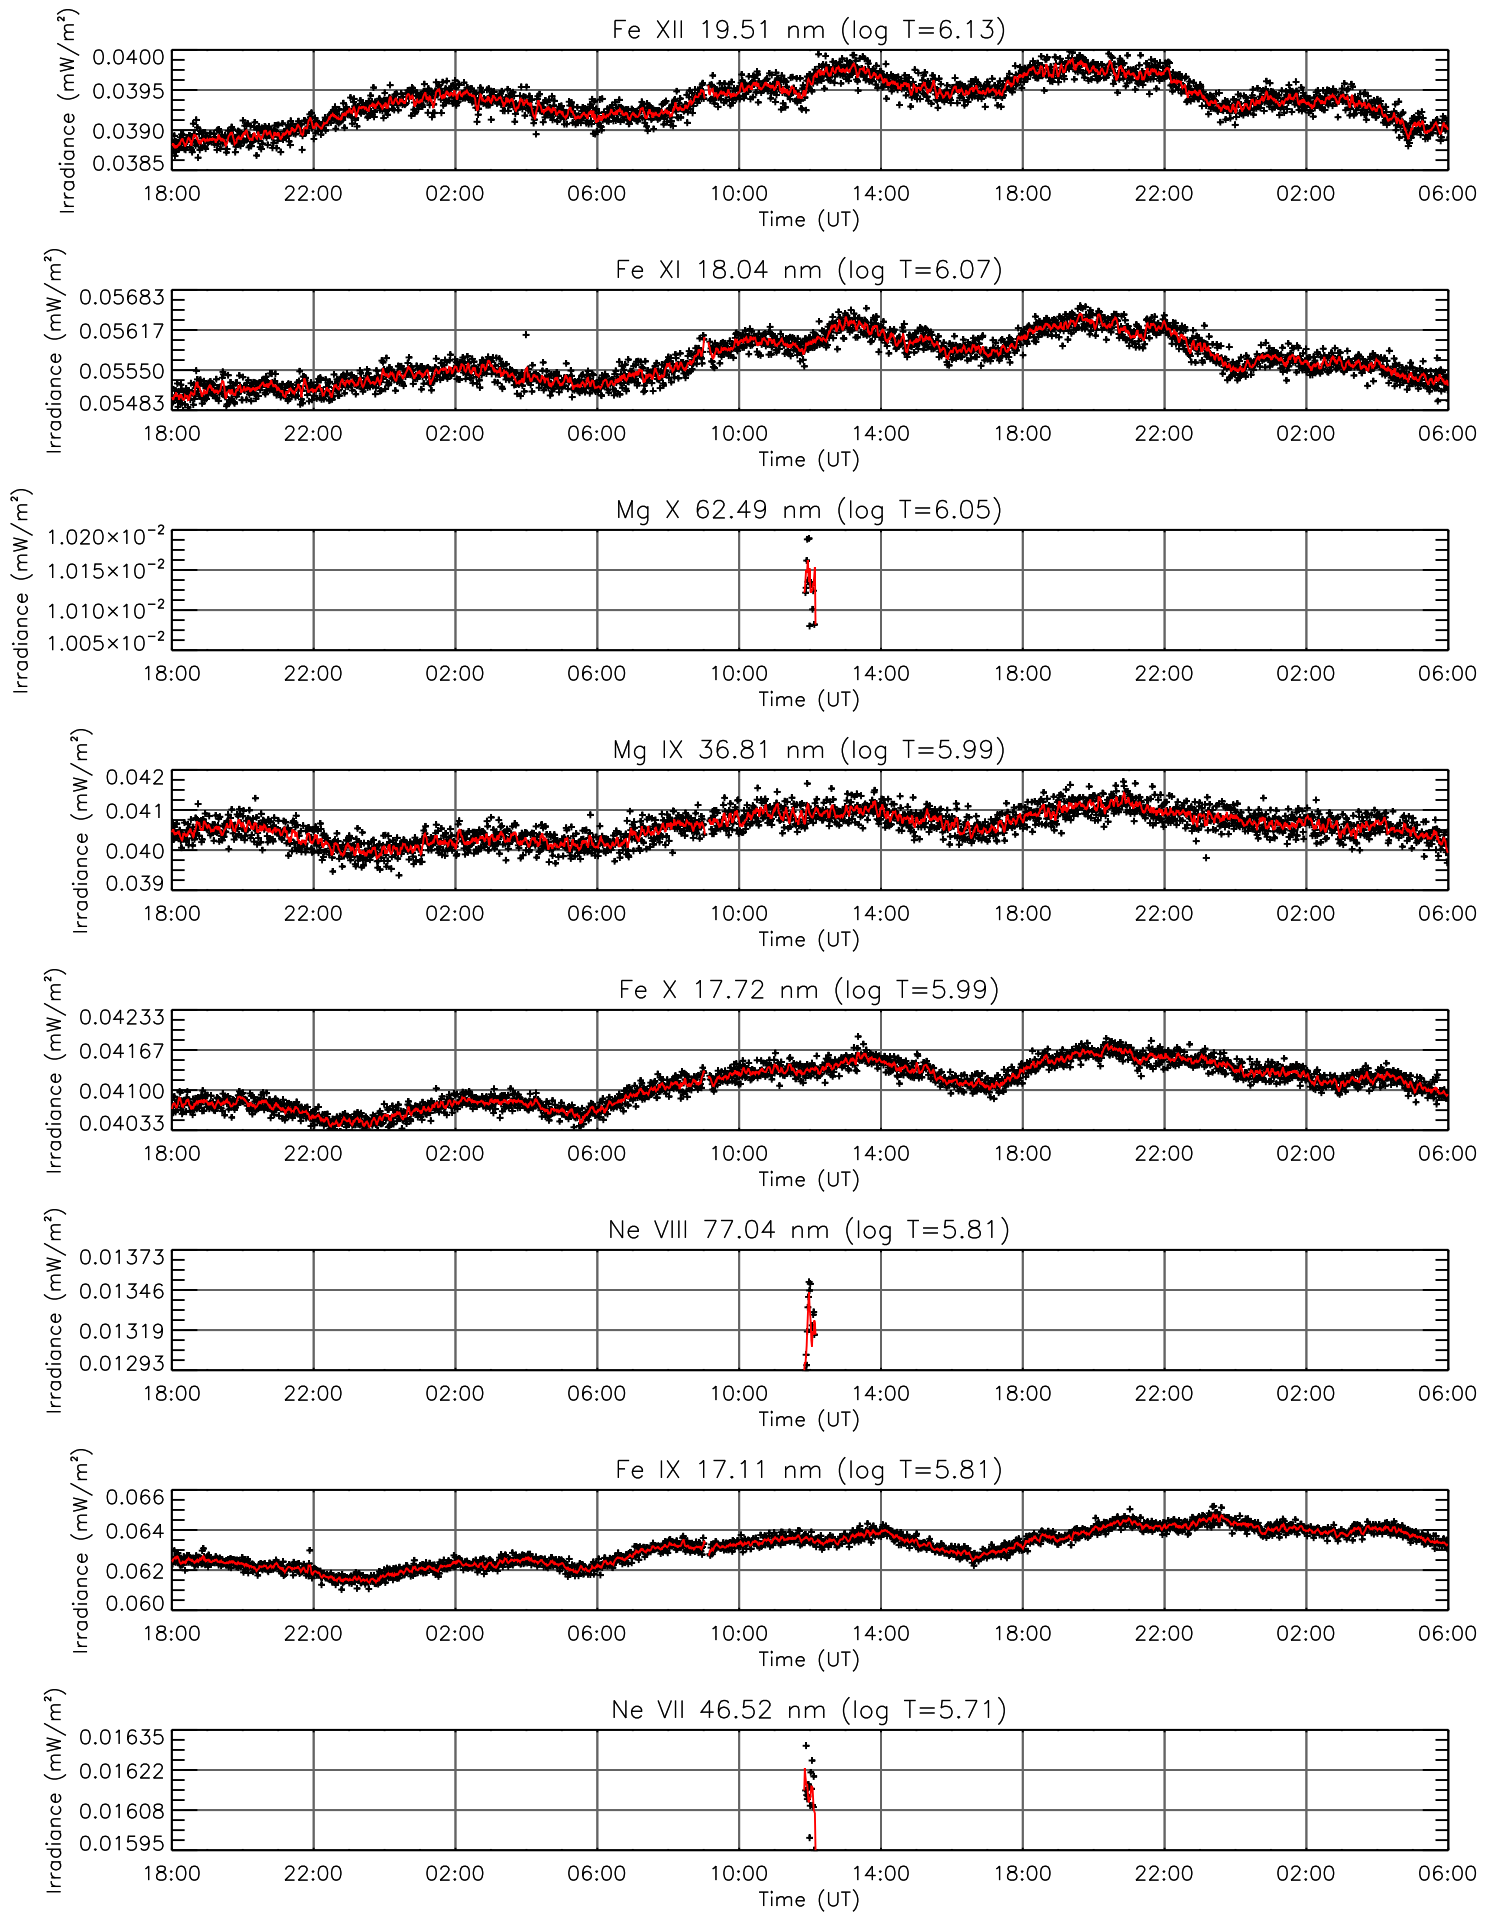 Fe XII 19.51 nm (log T=6.13)
Irradiance (mW/m²)
0.0400
0.0395
0.0390
0.0385
18:00 22:00 02:00 06:00 10:00 14:00 18:00 22:00 02:00 06:00
Time (UT)
Fe XI 18.04 nm (log T=6.07)
Irradiance (mW/m²)
0.05683
0.05617
0.05550
0.05483
18:00 22:00 02:00 06:00 10:00 14:00 18:00 22:00 02:00 06:00
Time (UT)
Mg X 62.49 nm (log T=6.05)
Irradiance (mW/m²)
1.020×10⁻²
1.015×10⁻²
1.010×10⁻²
1.005×10⁻²
18:00 22:00 02:00 06:00 10:00 14:00 18:00 22:00 02:00 06:00
Time (UT)
Mg IX 36.81 nm (log T=5.99)
Irradiance (mW/m²)
0.042
0.041
0.040
0.039
18:00 22:00 02:00 06:00 10:00 14:00 18:00 22:00 02:00 06:00
Time (UT)
Fe X 17.72 nm (log T=5.99)
Irradiance (mW/m²)
0.04233
0.04167
0.04100
0.04033
18:00 22:00 02:00 06:00 10:00 14:00 18:00 22:00 02:00 06:00
Time (UT)
Ne VIII 77.04 nm (log T=5.81)
Irradiance (mW/m²)
0.01373
0.01346
0.01319
0.01293
18:00 22:00 02:00 06:00 10:00 14:00 18:00 22:00 02:00 06:00
Time (UT)
Fe IX 17.11 nm (log T=5.81)
Irradiance (mW/m²)
0.066
0.064
0.062
0.060
18:00 22:00 02:00 06:00 10:00 14:00 18:00 22:00 02:00 06:00
Time (UT)
Ne VII 46.52 nm (log T=5.71)
Irradiance (mW/m²)
0.01635
0.01622
0.01608
0.01595
18:00 22:00 02:00 06:00 10:00 14:00 18:00 22:00 02:00 06:00
Time (UT)